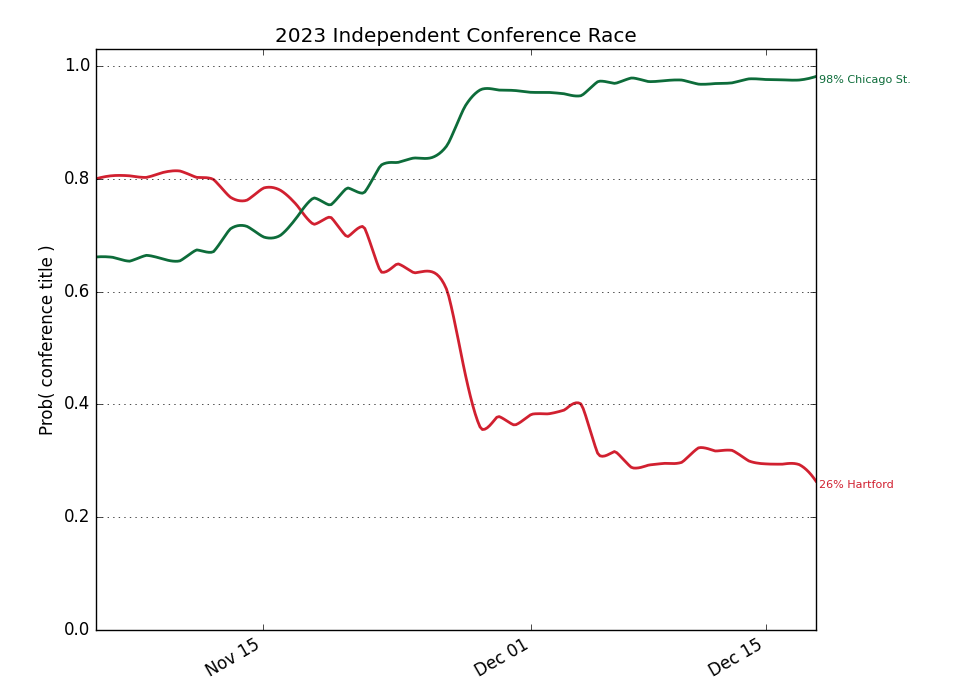 2023 Independent Conference Race
1.0
0.8
0.6
0.4
0.2
0.0
Prob( conference title )
98% Chicago St.
26% Hartford
Nov 15
Dec 01
Dec 15